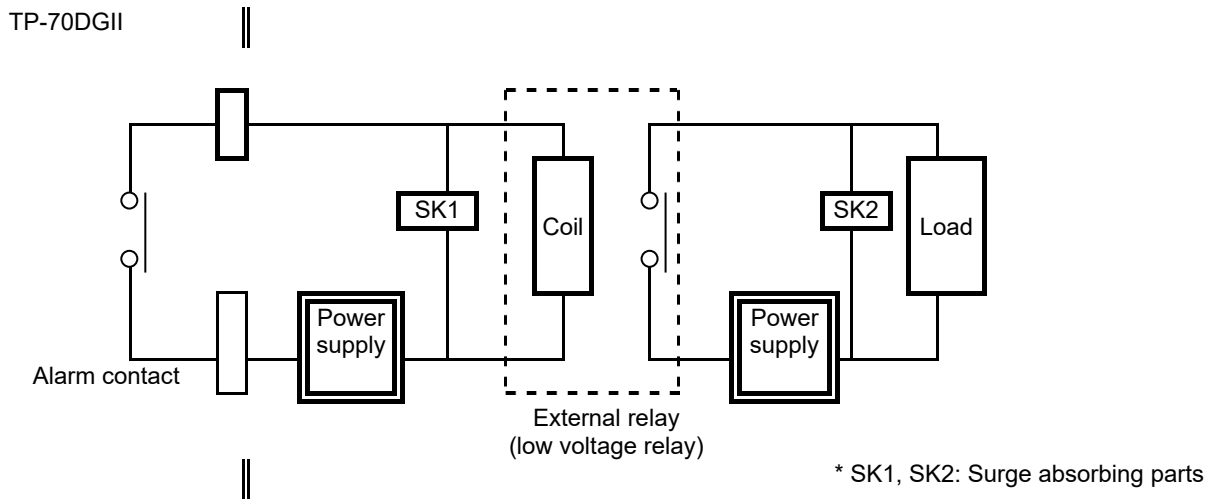 TP-70DGII
SK1
Coil
SK2
Load
Power
supply
Power
supply
Alarm contact
External relay
(low voltage relay)
* SK1, SK2: Surge absorbing parts